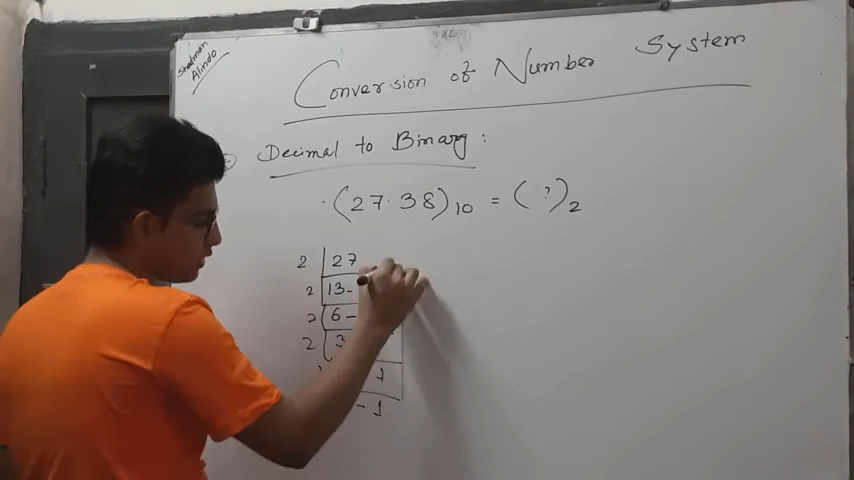 Shadman
Alindo
Conversion of Number System
Decimal to Binary :
(27.38)10 = (?)2
2 | 27
2 | 13 -
2 | 6 -
2 | 3
1
- 1